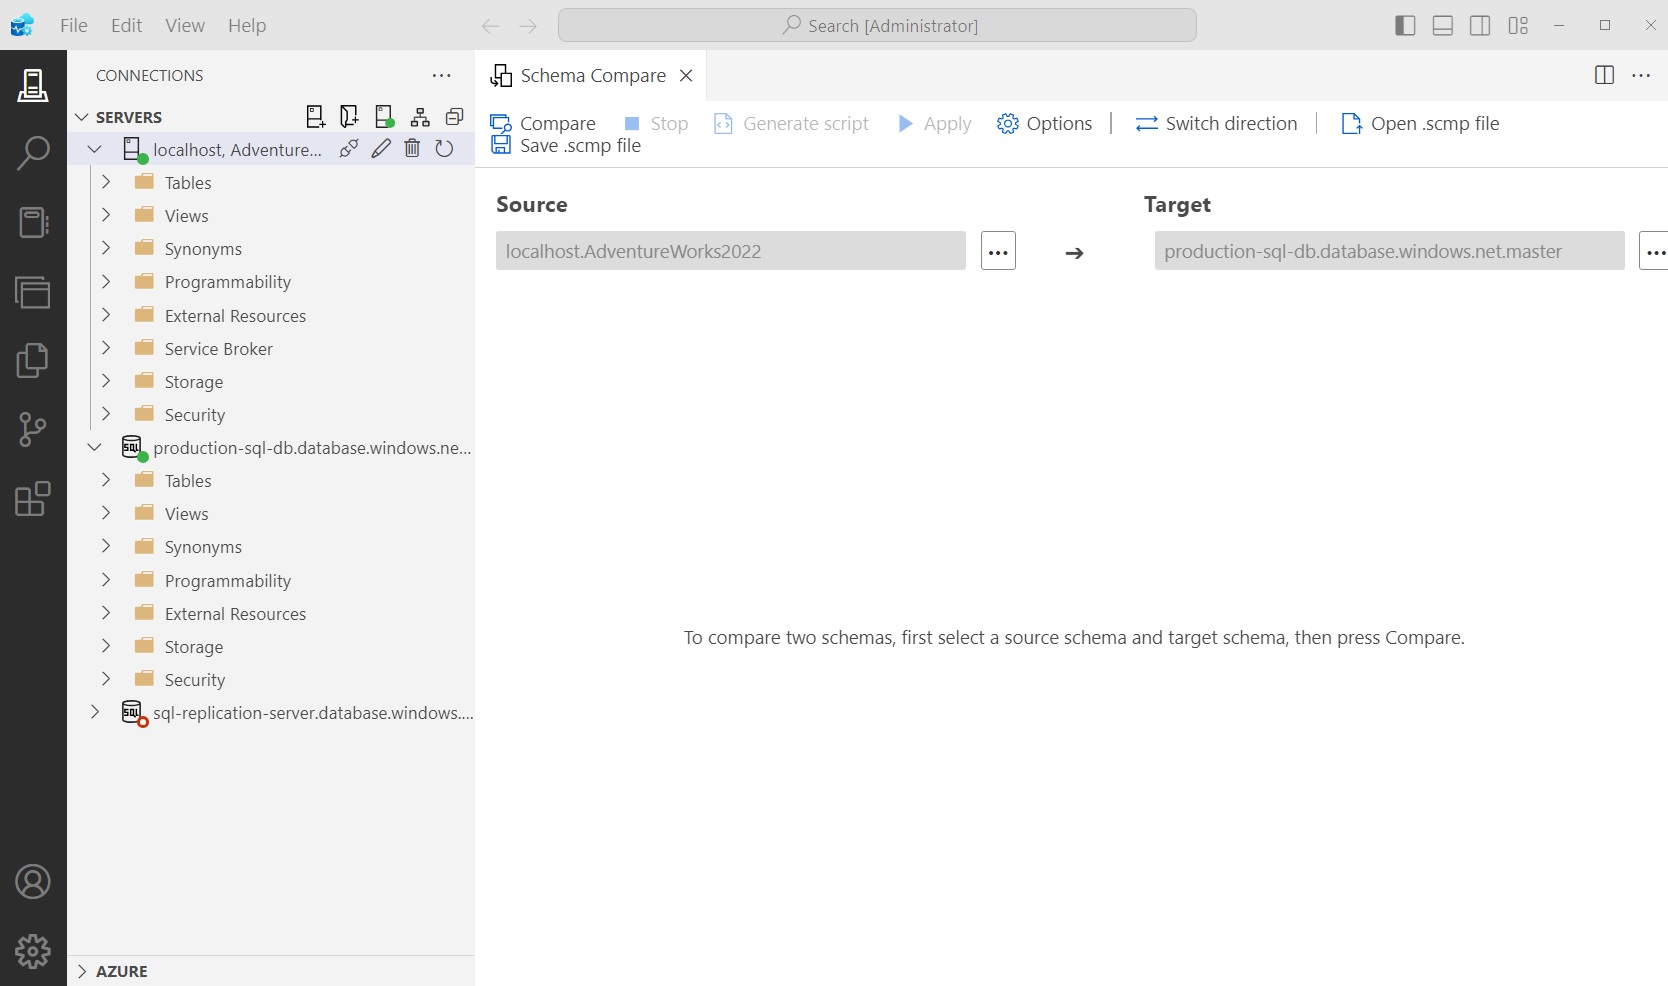 File Edit View Help
Search [Administrator]
CONNECTIONS
Schema Compare
SERVERS
Compare Stop Generate script Apply Options Switch direction Open .scmp file
Save .scmp file
localhost, Adventure...
Tables
Views
Synonyms
Programmability
External Resources
Service Broker
Storage
Security
SQL production-sql-db.database.windows.ne...
Tables
Views
Synonyms
Programmability
External Resources
Storage
Security
SQL sql-replication-server.database.windows....
AZURE
Source
localhost.AdventureWorks2022
Target
production-sql-db.database.windows.net.master
To compare two schemas, first select a source schema and target schema, then press Compare.